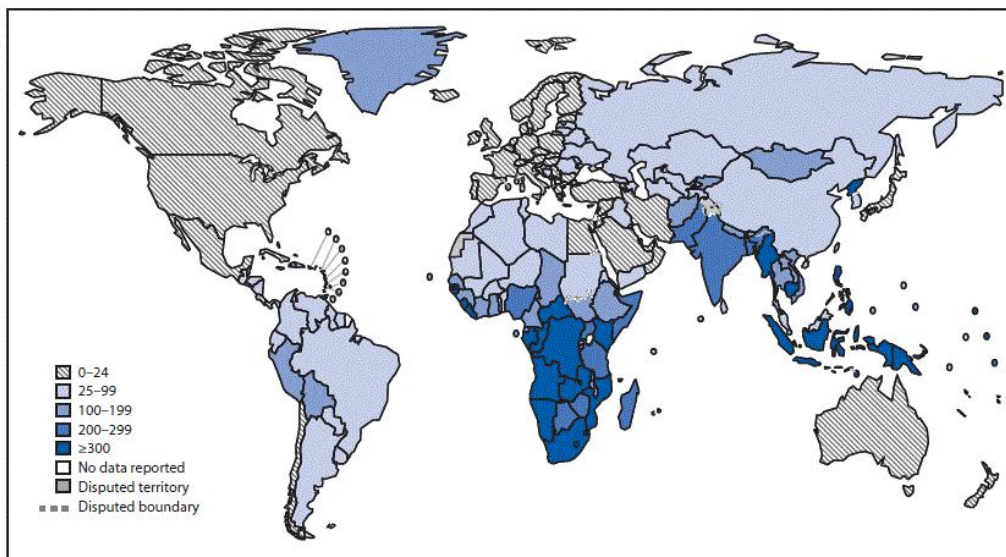 0–24
25–99
100–199
200–299
≥300
No data reported
Disputed territory
Disputed boundary